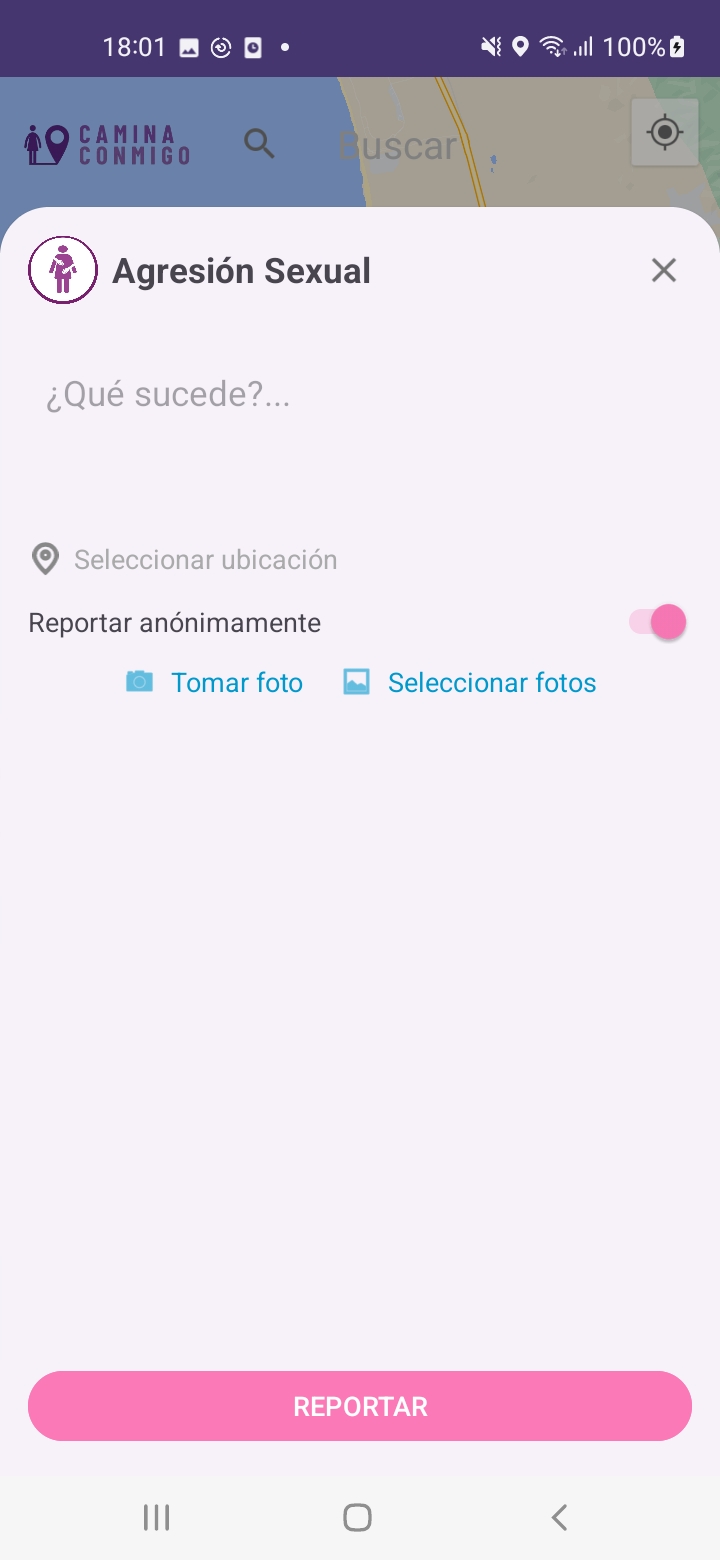 18:01
100%
CAMINA
CONMIGO
Buscar
Agresión Sexual
¿Qué sucede?...
Seleccionar ubicación
Reportar anónimamente
Tomar foto
Seleccionar fotos
REPORTAR